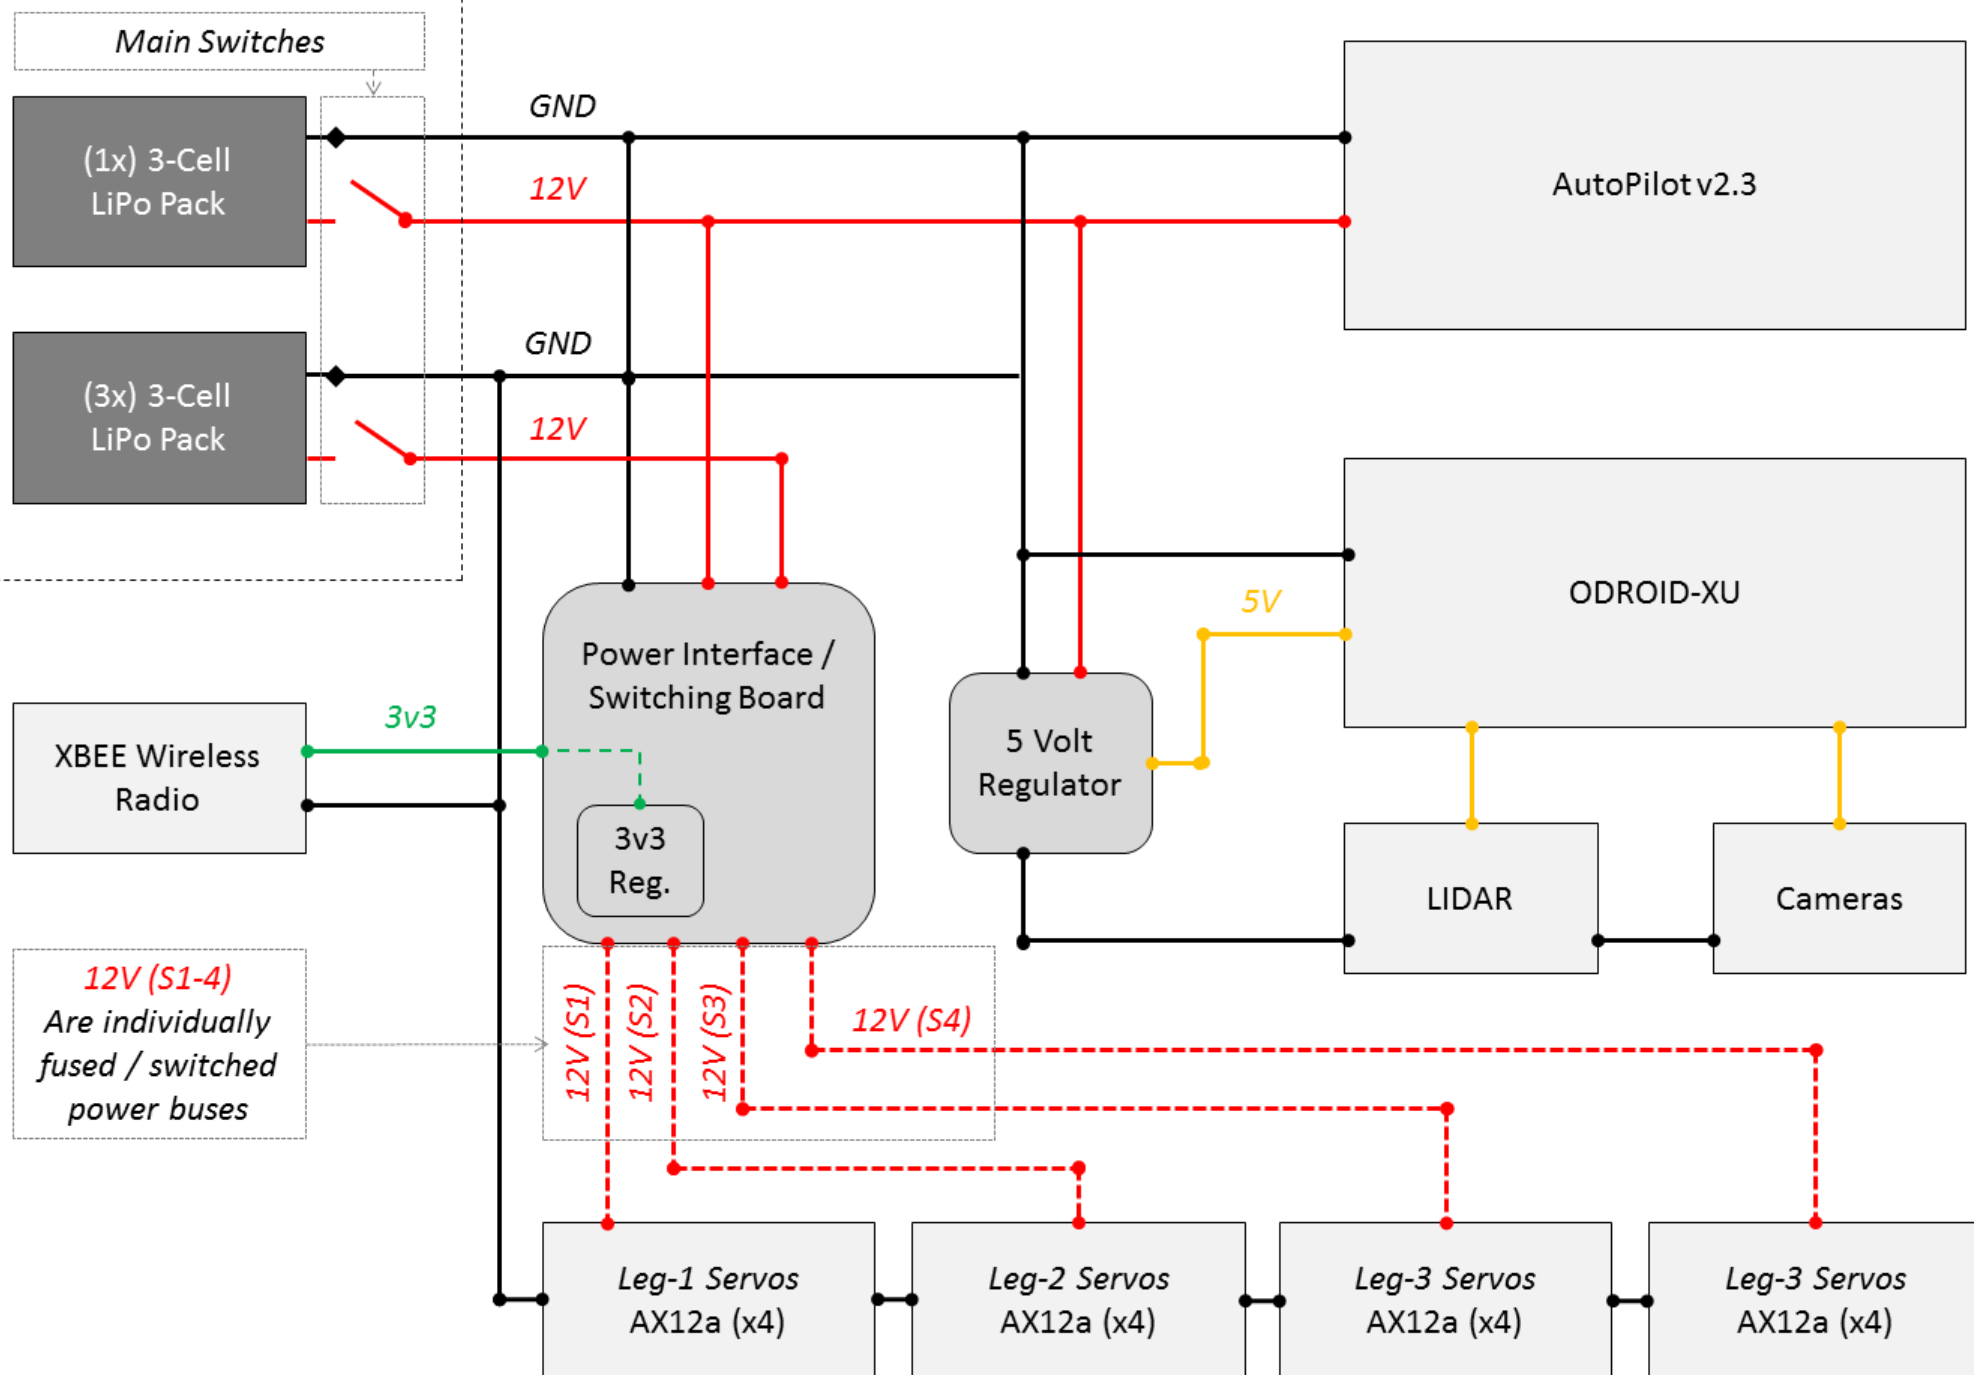 Main Switches
(1x) 3-Cell
LiPo Pack
GND
12V
AutoPilot v2.3
(3x) 3-Cell
LiPo Pack
GND
12V
ODROID-XU
5V
Power Interface /
Switching Board
3v3
XBEE Wireless
Radio
5 Volt
Regulator
3v3
Reg.
LIDAR
Cameras
12V (S1-4)
Are individually
fused / switched
power buses
12V (S1)
12V (S2)
12V (S3)
12V (S4)
Leg-1 Servos
AX12a (x4)
Leg-2 Servos
AX12a (x4)
Leg-3 Servos
AX12a (x4)
Leg-3 Servos
AX12a (x4)